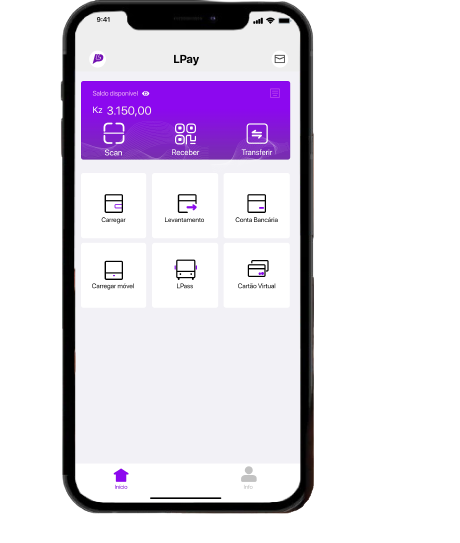 9:41
LPay
Saldo disponível
Kz 3.150,00
Scan Receber Transferir
Carregar Levantamento Conta Bancária
Carregar móvel LPass Cartão Virtual
Início Info